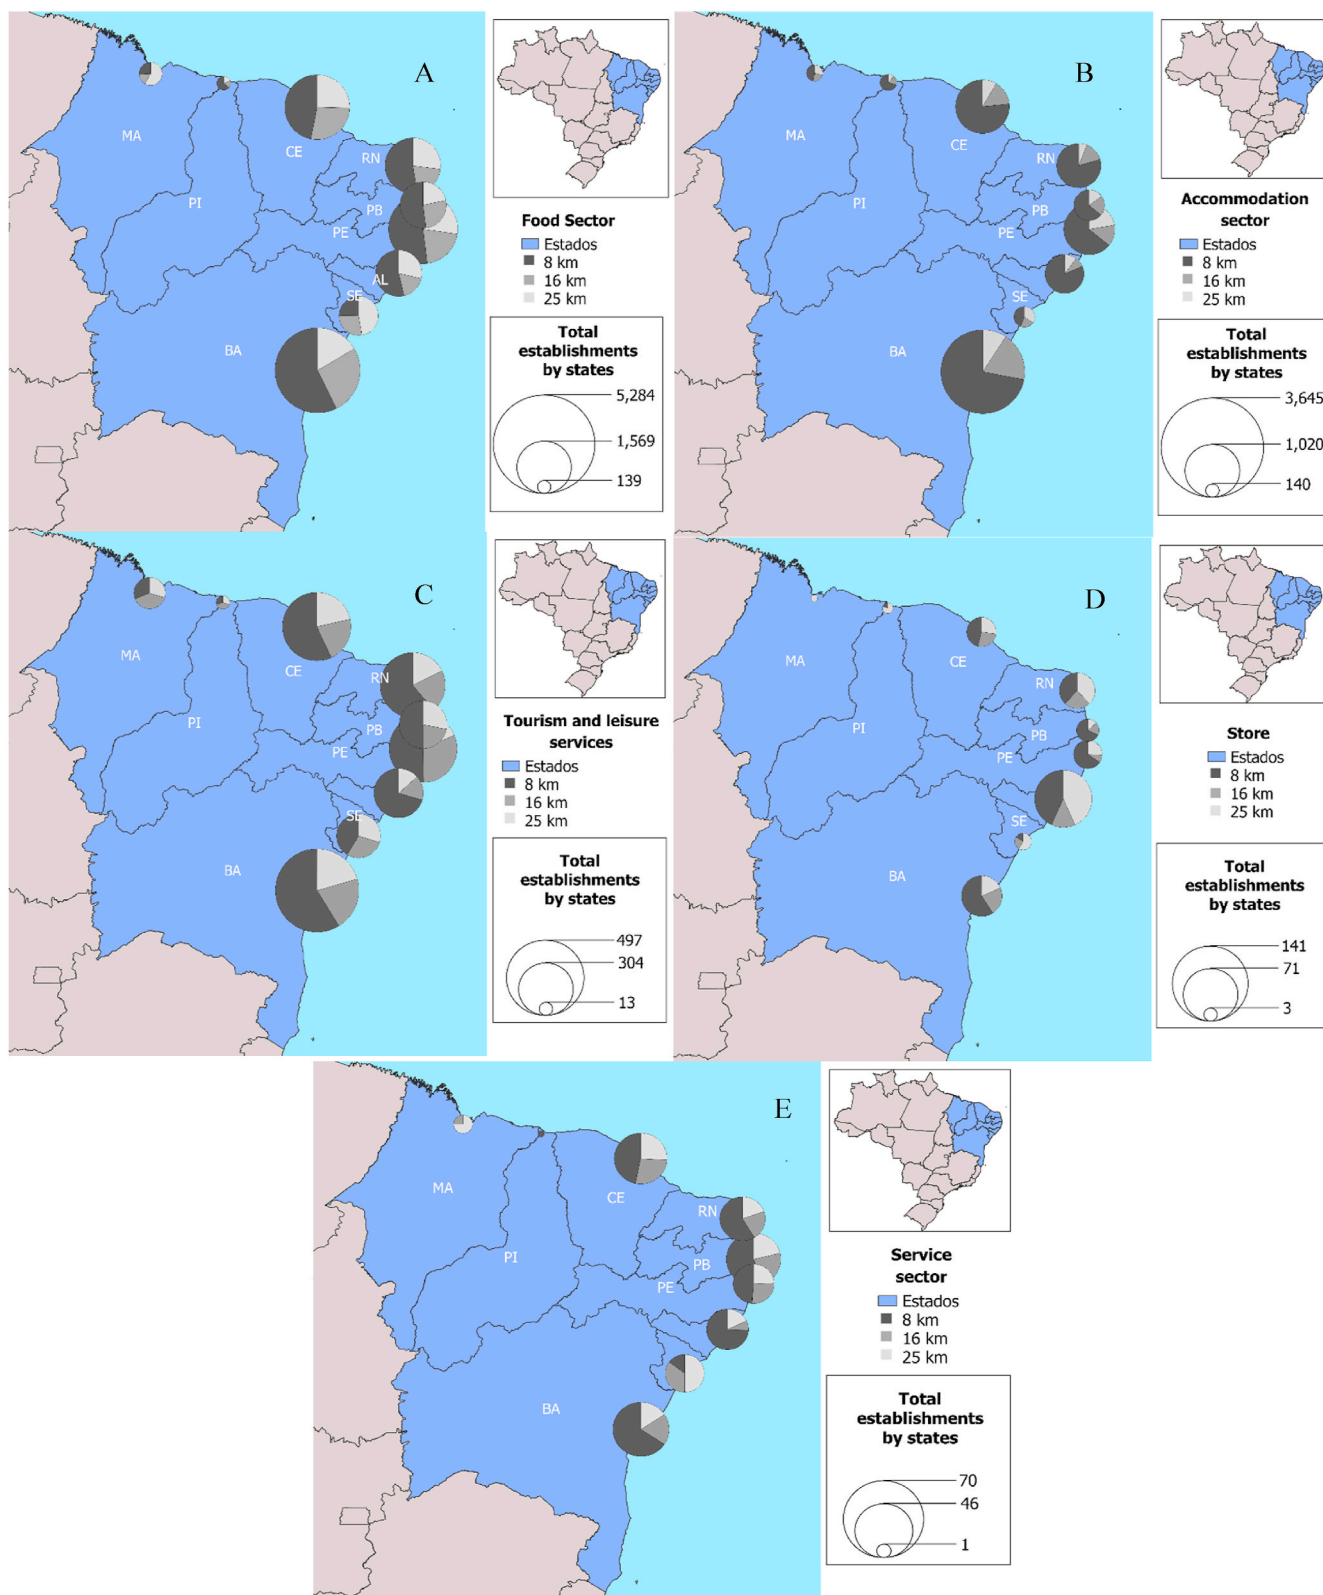 A
MA
CE
RN
PI
PB
PE
AL
SE
BA
Food Sector
Estados
8 km
16 km
25 km
Total
establishments
by states
5,284
1,569
139
B
MA
CE
RN
PI
PB
PE
SE
BA
Accommodation
sector
Estados
8 km
16 km
25 km
Total
establishments
by states
3,645
1,020
140
C
MA
CE
RN
PI
PB
PE
SE
BA
Tourism and leisure
services
Estados
8 km
16 km
25 km
Total
establishments
by states
497
304
13
D
MA
CE
RN
PI
PB
PE
SE
BA
Store
Estados
8 km
16 km
25 km
Total
establishments
by states
141
71
3
E
MA
CE
RN
PI
PB
PE
BA
Service
sector
Estados
8 km
16 km
25 km
Total
establishments
by states
70
46
1